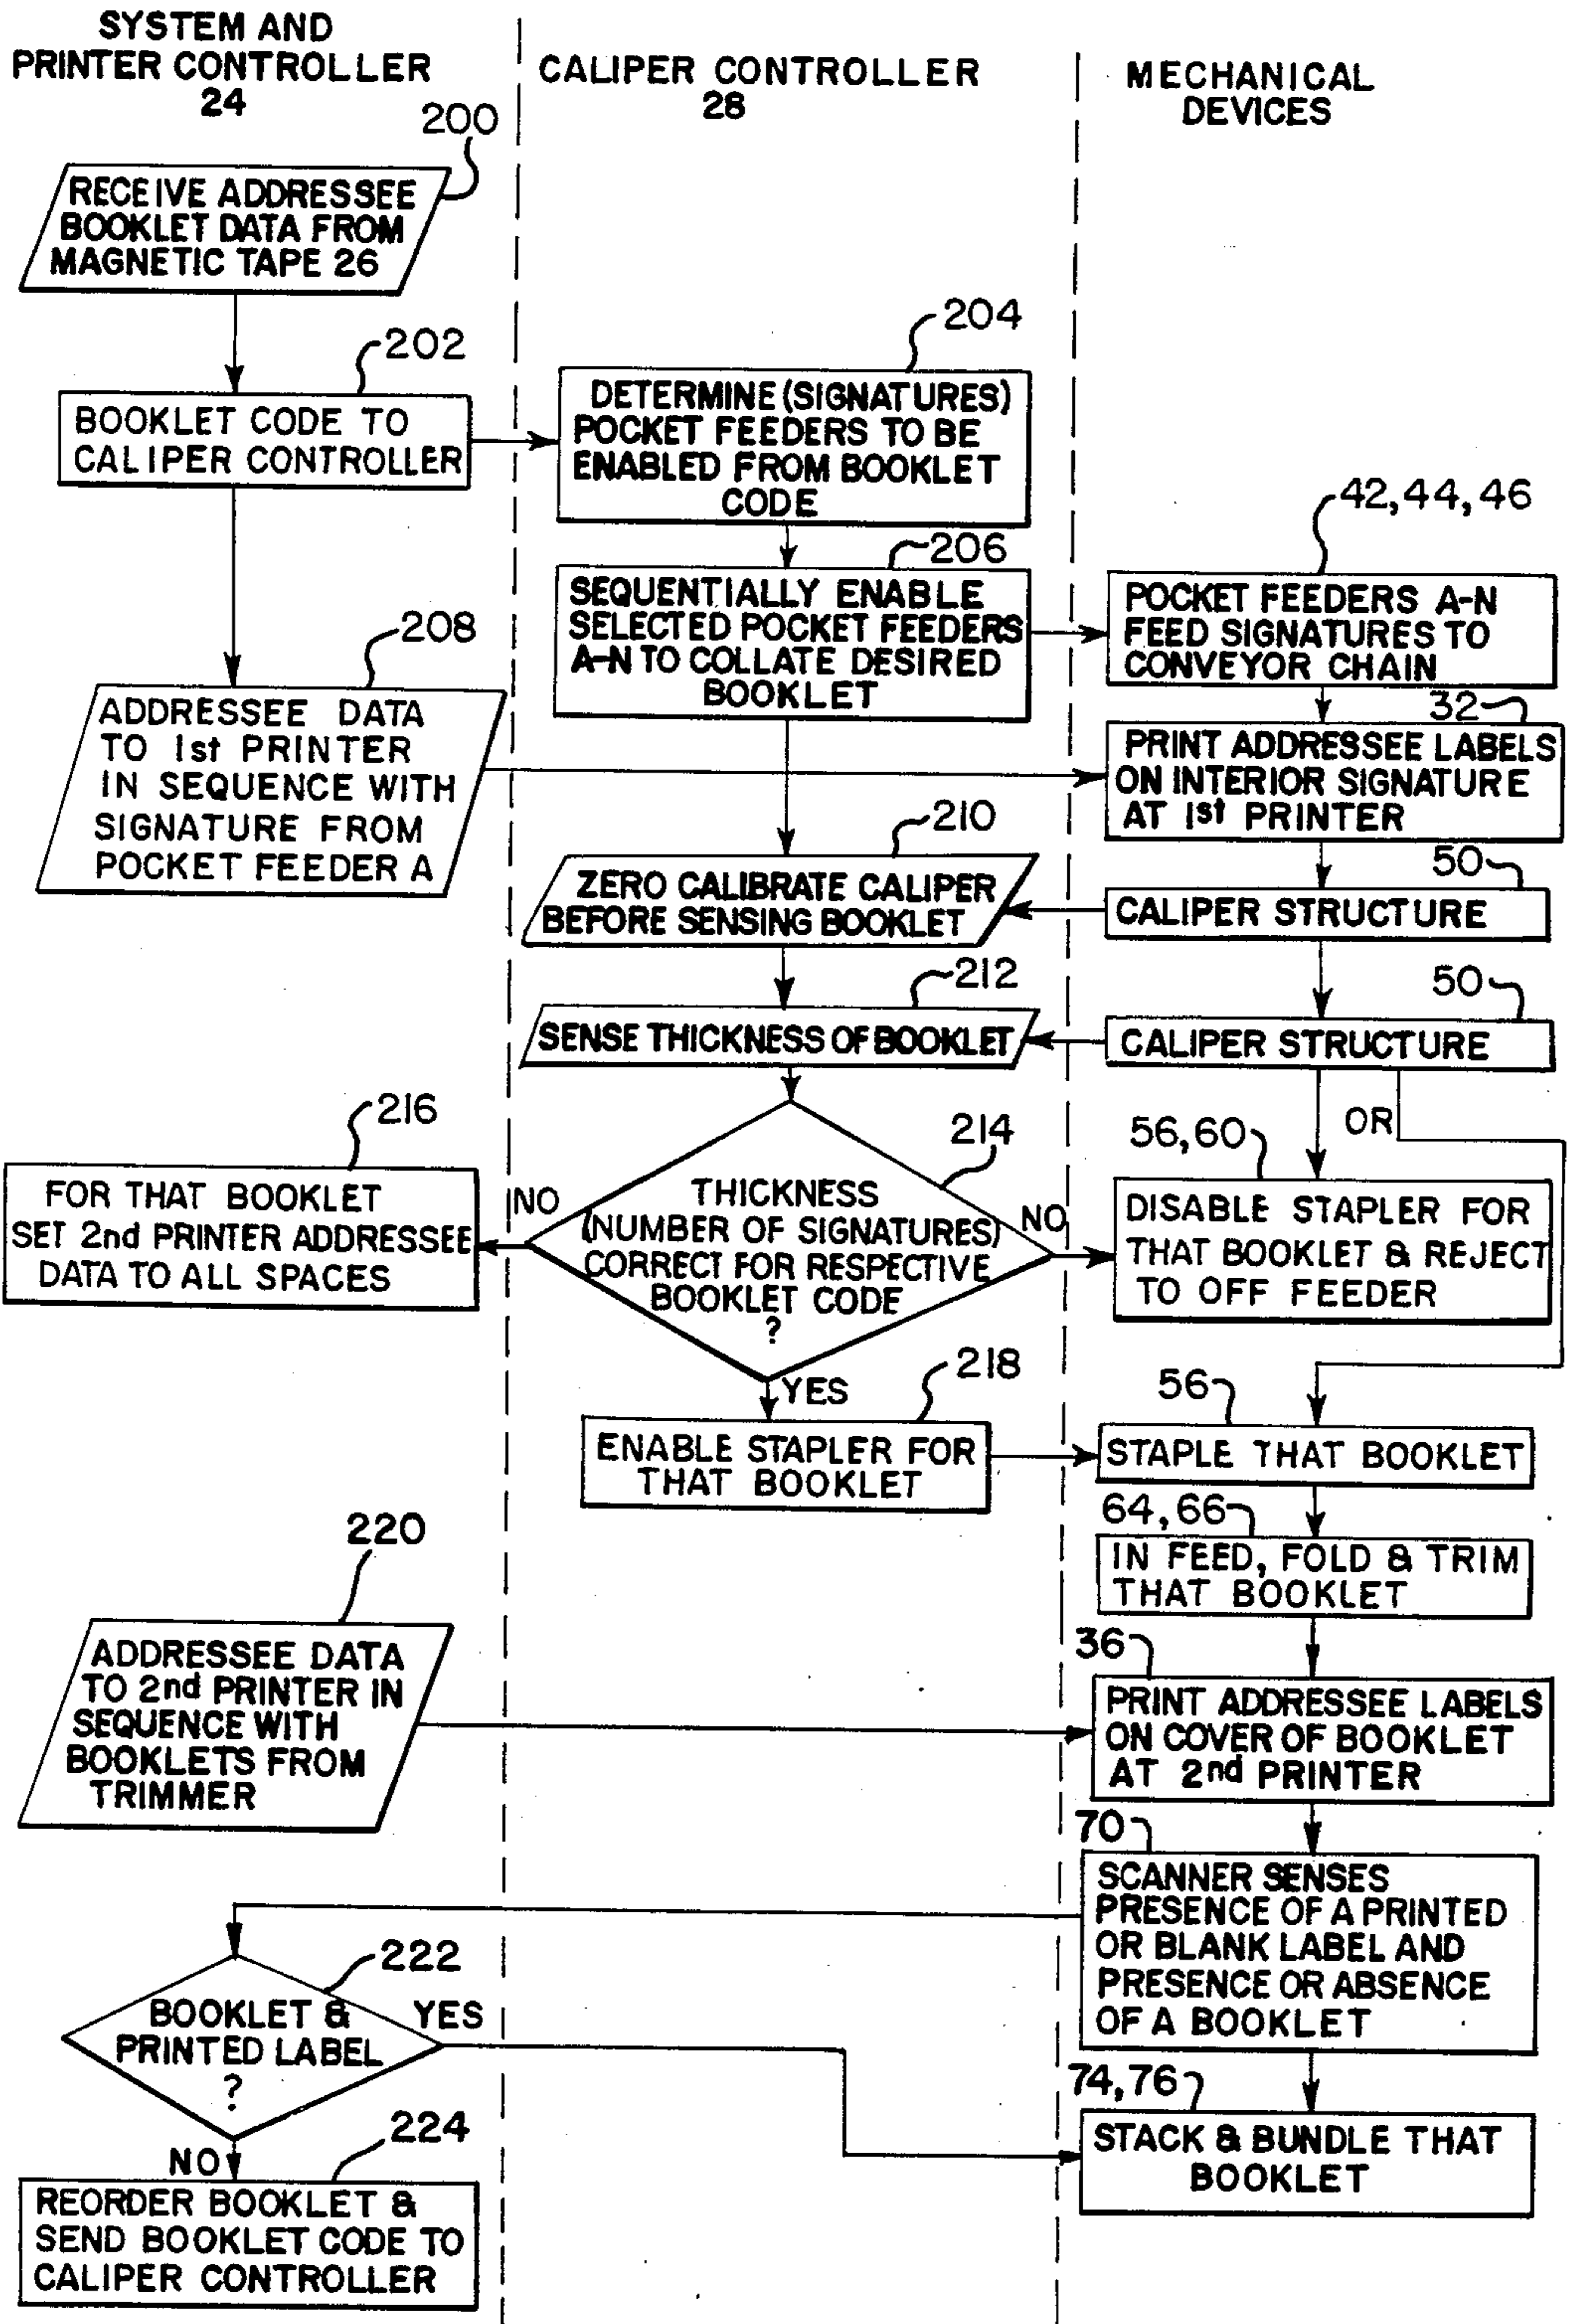 SYSTEM AND
PRINTER CONTROLLER
24
CALIPER CONTROLLER
28
MECHANICAL
DEVICES
200
RECEIVE ADDRESSEE
BOOKLET DATA FROM
MAGNETIC TAPE 26
202
BOOKLET CODE TO
CALIPER CONTROLLER
204
DETERMINE (SIGNATURES)
POCKET FEEDERS TO BE
ENABLED FROM BOOKLET
CODE
206
SEQUENTIALLY ENABLE
SELECTED POCKET FEEDERS
A-N TO COLLATE DESIRED
BOOKLET
42,44,46
POCKET FEEDERS A-N
FEED SIGNATURES TO
CONVEYOR CHAIN
208
ADDRESSEE DATA
TO 1st PRINTER
IN SEQUENCE WITH
SIGNATURE FROM
POCKET FEEDER A
32
PRINT ADDRESSEE LABELS
ON INTERIOR SIGNATURE
AT 1st PRINTER
210
ZERO CALIBRATE CALIPER
BEFORE SENSING BOOKLET
50
CALIPER STRUCTURE
212
SENSE THICKNESS OF BOOKLET
50
CALIPER STRUCTURE
OR
216
FOR THAT BOOKLET
SET 2nd PRINTER ADDRESSEE
DATA TO ALL SPACES
NO
214
THICKNESS
(NUMBER OF SIGNATURES)
CORRECT FOR RESPECTIVE
BOOKLET CODE
?
NO
56,60
DISABLE STAPLER FOR
THAT BOOKLET & REJECT
TO OFF FEEDER
YES
218
ENABLE STAPLER FOR
THAT BOOKLET
56
STAPLE THAT BOOKLET
64,66
IN FEED, FOLD & TRIM
THAT BOOKLET
220
ADDRESSEE DATA
TO 2nd PRINTER IN
SEQUENCE WITH
BOOKLETS FROM
TRIMMER
36
PRINT ADDRESSEE LABELS
ON COVER OF BOOKLET
AT 2nd PRINTER
70
SCANNER SENSES
PRESENCE OF A PRINTED
OR BLANK LABEL AND
PRESENCE OR ABSENCE
OF A BOOKLET
222
BOOKLET &
PRINTED LABEL
?
YES
74,76
STACK & BUNDLE THAT
BOOKLET
NO
224
REORDER BOOKLET &
SEND BOOKLET CODE TO
CALIPER CONTROLLER